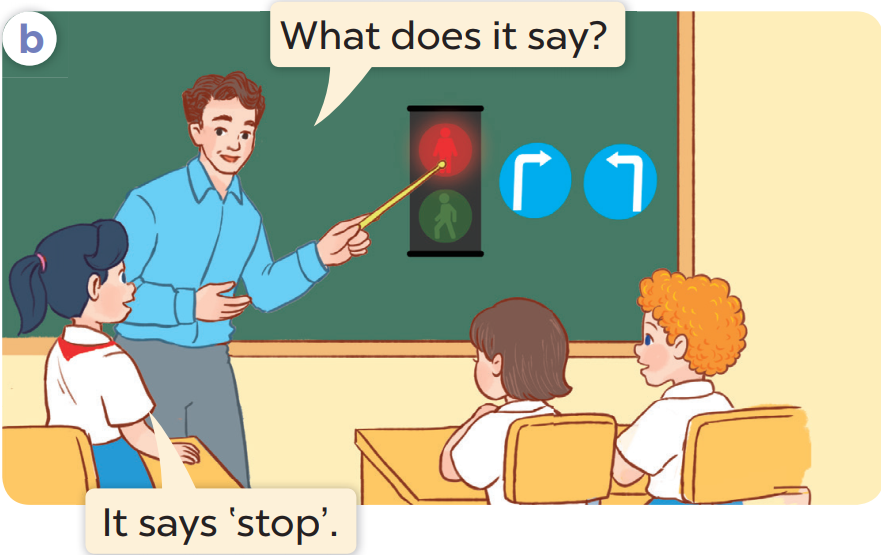 b
What does it say?
It says ‛stop’.